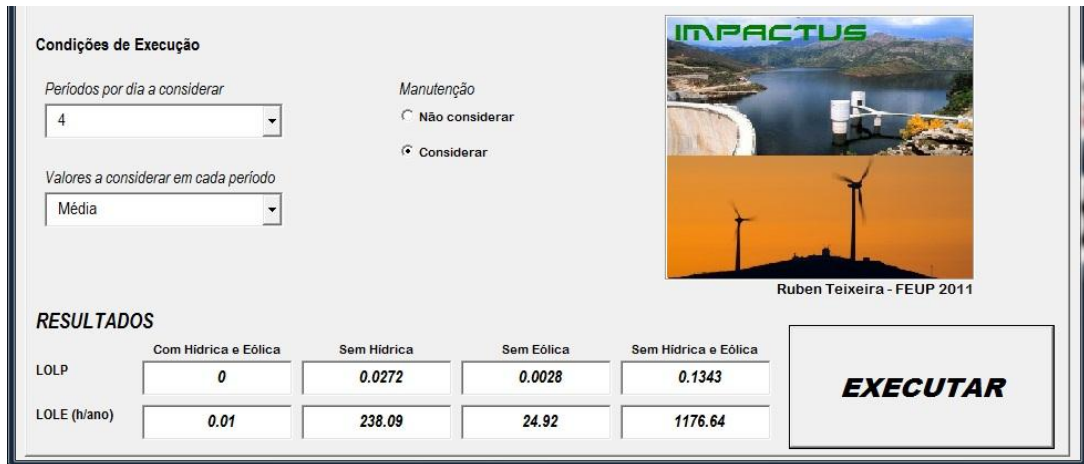 IMPACTUS
Condições de Execução
Períodos por dia a considerar
4
Manutenção
Não considerar
Considerar
Valores a considerar em cada período
Média
Ruben Teixeira - FEUP 2011
RESULTADOS
Com Hídrica e Eólica Sem Hídrica Sem Eólica Sem Hídrica e Eólica
LOLP 0 0.0272 0.0028 0.1343
LOLE (h/ano) 0.01 238.09 24.92 1176.64
EXECUTAR